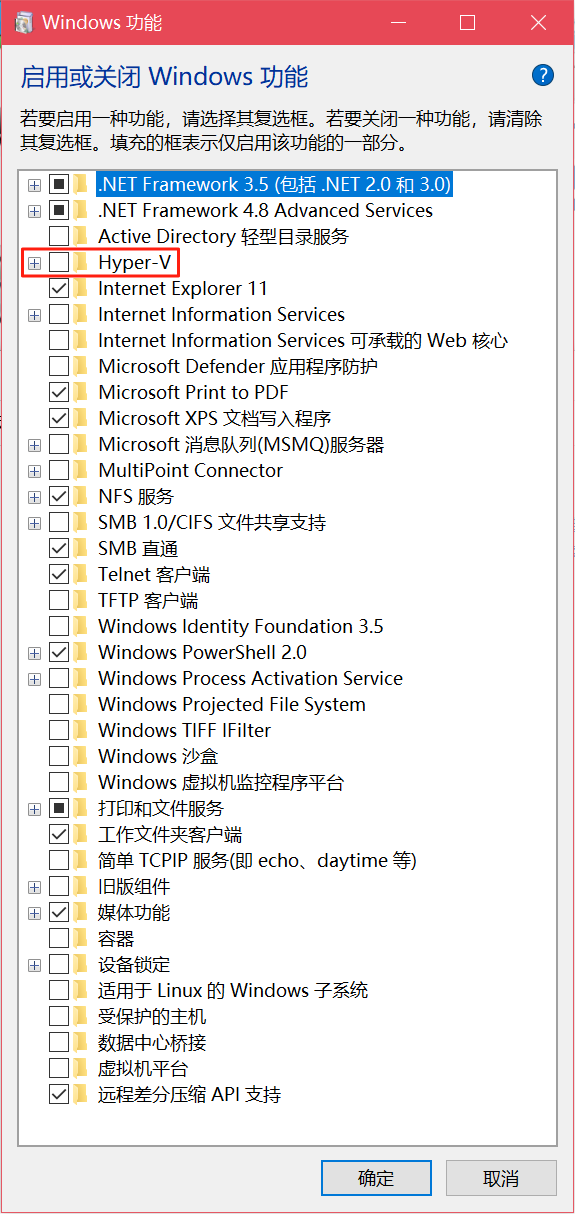 Windows 功能
启用或关闭 Windows 功能
若要启用一种功能，请选择其复选框。若要关闭一种功能，请清除
其复选框。填充的框表示仅启用该功能的一部分。
.NET Framework 3.5 (包括 .NET 2.0 和 3.0)
.NET Framework 4.8 Advanced Services
Active Directory 轻型目录服务
Hyper-V
Internet Explorer 11
Internet Information Services
Internet Information Services 可承载的 Web 核心
Microsoft Defender 应用程序防护
Microsoft Print to PDF
Microsoft XPS 文档写入程序
Microsoft 消息队列(MSMQ)服务器
MultiPoint Connector
NFS 服务
SMB 1.0/CIFS 文件共享支持
SMB 直通
Telnet 客户端
TFTP 客户端
Windows Identity Foundation 3.5
Windows PowerShell 2.0
Windows Process Activation Service
Windows Projected File System
Windows TIFF IFilter
Windows 沙盒
Windows 虚拟机监控程序平台
打印和文件服务
工作文件夹客户端
简单 TCPIP 服务(即 echo、daytime 等)
旧版组件
媒体功能
容器
设备锁定
适用于 Linux 的 Windows 子系统
受保护的主机
数据中心桥接
虚拟机平台
远程差分压缩 API 支持
确定 取消